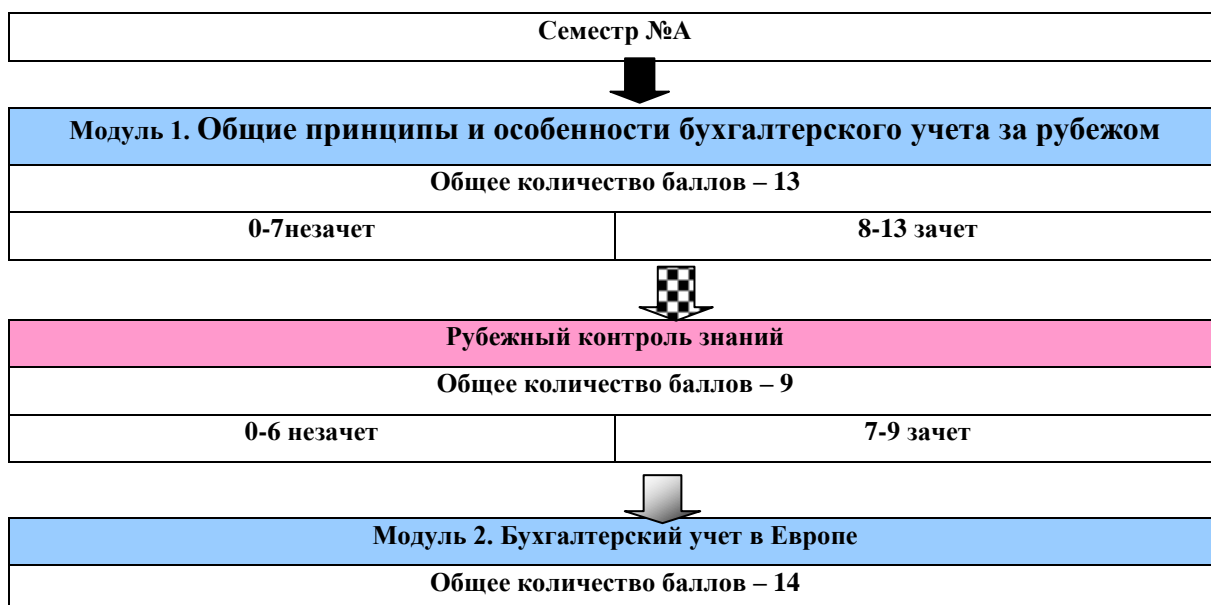 Семестр №А
Модуль 1. Общие принципы и особенности бухгалтерского учета за рубежом
Общее количество баллов – 13
0-7незачет
8-13 зачет
Рубежный контроль знаний
Общее количество баллов – 9
0-6 незачет
7-9 зачет
Модуль 2. Бухгалтерский учет в Европе
Общее количество баллов – 14